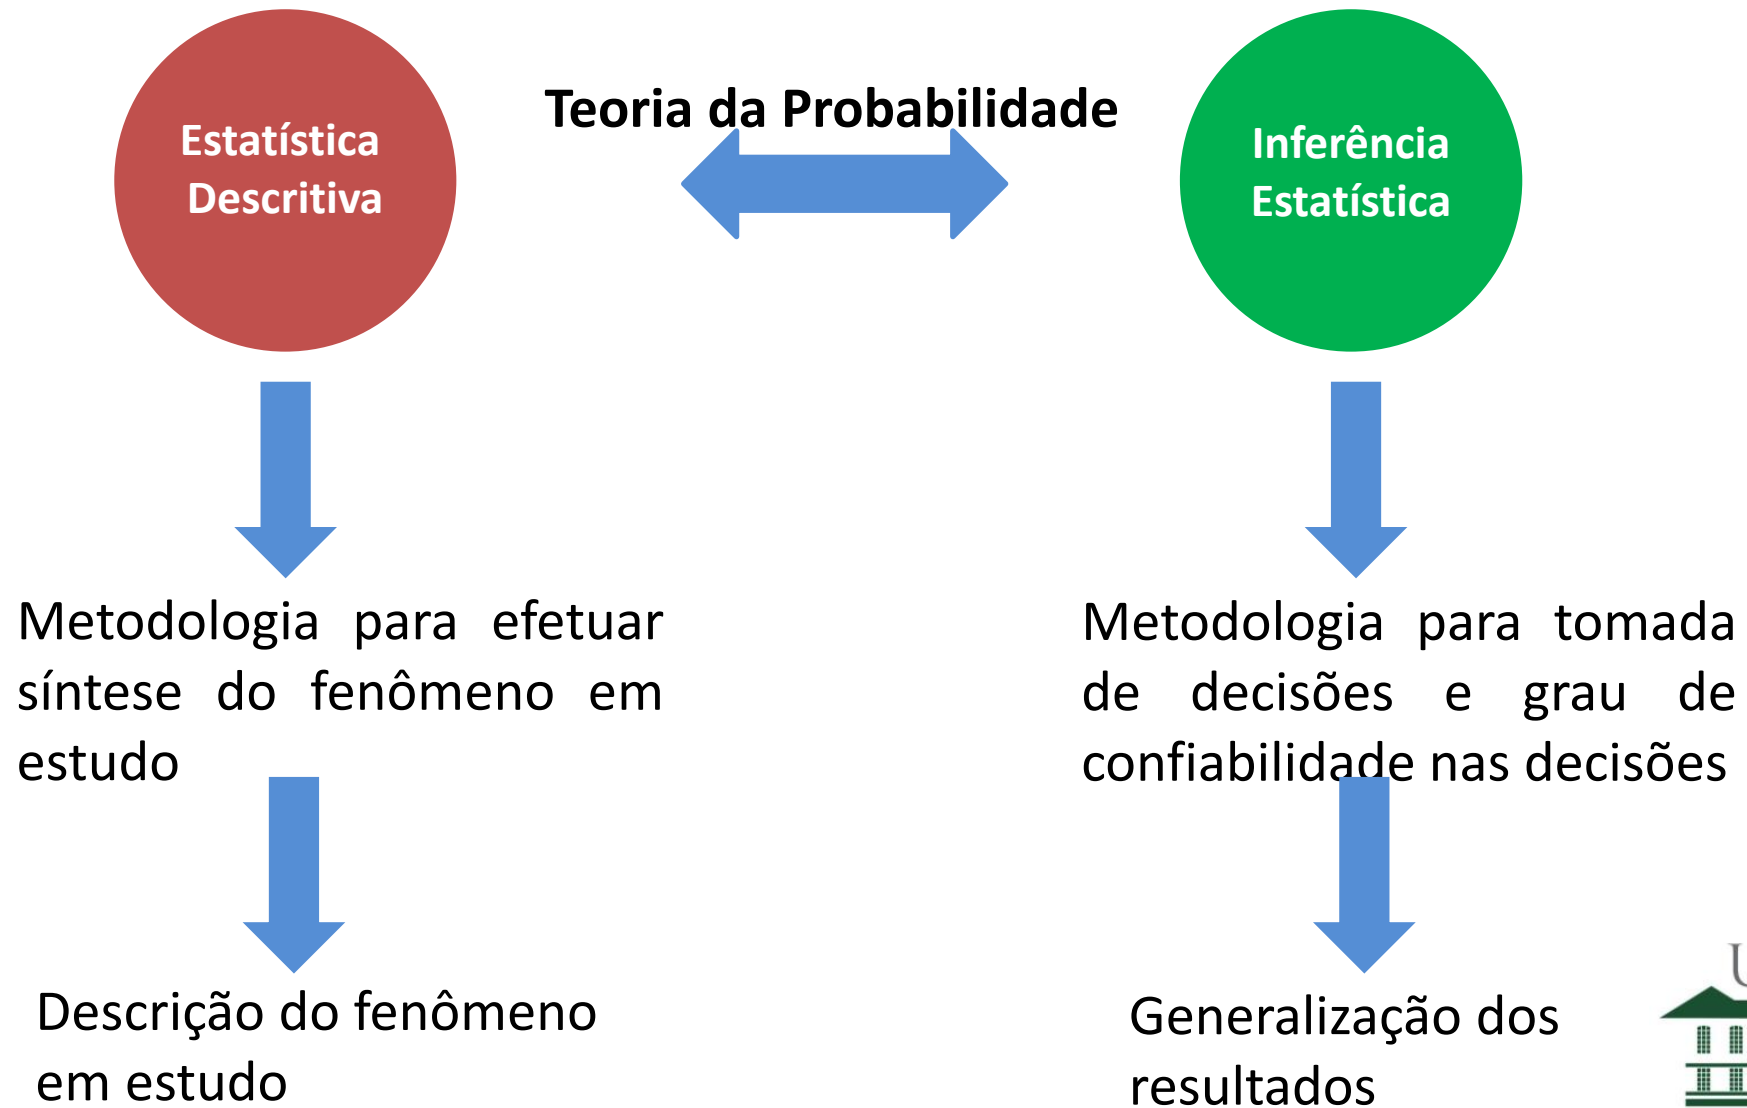 Teoria da Probabilidade
Estatística
Descritiva
Inferência
Estatística
Metodologia para efetuar
síntese do fenômeno em
estudo
Metodologia para tomada
de decisões e grau de
confiabilidade nas decisões
Descrição do fenômeno
em estudo
Generalização dos
resultados